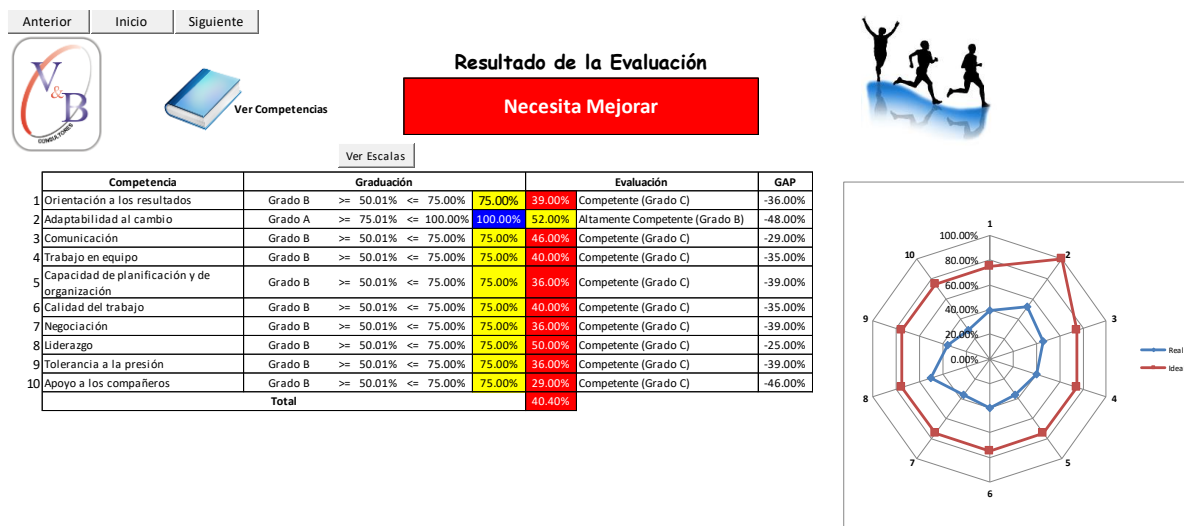 Anterior Inicio Siguiente
V&B
CONSULTORES
Ver Competencias
Resultado de la Evaluación
Necesita Mejorar
Ver Escalas
Competencia Graduación Evaluación GAP
1 Orientación a los resultados Grado B >= 50.01% <= 75.00% 75.00% 39.00% Competente (Grado C) -36.00%
2 Adaptabilidad al cambio Grado A >= 75.01% <= 100.00% 100.00% 52.00% Altamente Competente (Grado B) -48.00%
3 Comunicación Grado B >= 50.01% <= 75.00% 75.00% 46.00% Competente (Grado C) -29.00%
4 Trabajo en equipo Grado B >= 50.01% <= 75.00% 75.00% 40.00% Competente (Grado C) -35.00%
5 Capacidad de planificación y de
organización Grado B >= 50.01% <= 75.00% 75.00% 36.00% Competente (Grado C) -39.00%
6 Calidad del trabajo Grado B >= 50.01% <= 75.00% 75.00% 40.00% Competente (Grado C) -35.00%
7 Negociación Grado B >= 50.01% <= 75.00% 75.00% 36.00% Competente (Grado C) -39.00%
8 Liderazgo Grado B >= 50.01% <= 75.00% 75.00% 50.00% Competente (Grado C) -25.00%
9 Tolerancia a la presión Grado B >= 50.01% <= 75.00% 75.00% 36.00% Competente (Grado C) -39.00%
10 Apoyo a los compañeros Grado B >= 50.01% <= 75.00% 75.00% 29.00% Competente (Grado C) -46.00%
Total 40.40%
1
100.00%
10 80.00% 2
60.00%
9 40.00% 3
20.00%
0.00%
Real
Idea
8 4
7 5
6